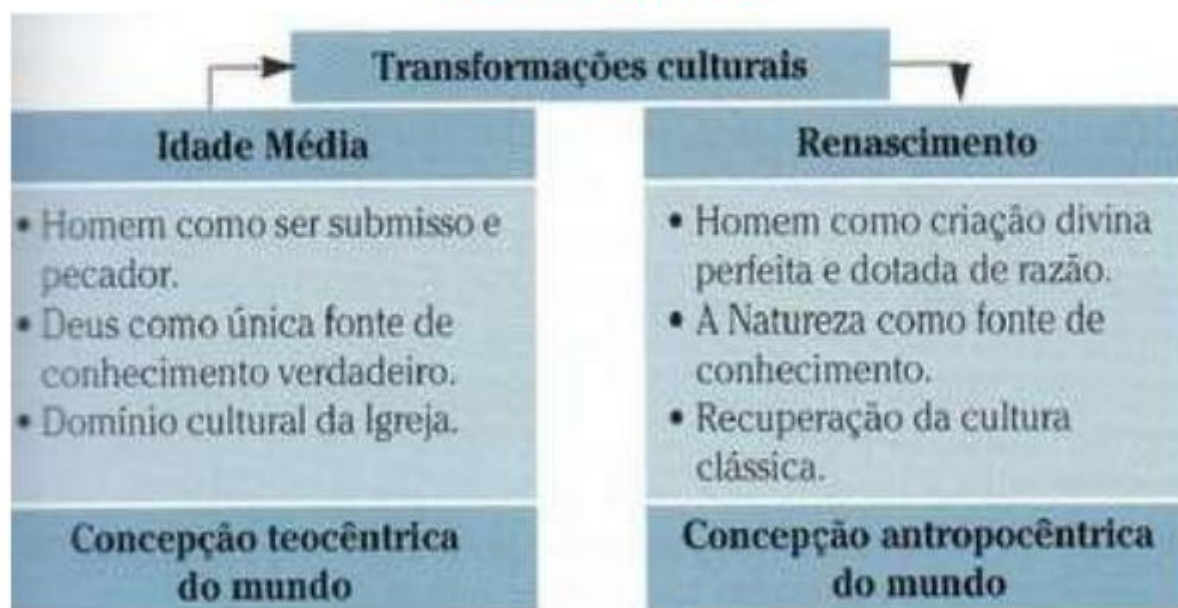 Transformações culturais
Idade Média
• Homem como ser submisso e
pecador.
• Deus como única fonte de
conhecimento verdadeiro.
• Domínio cultural da Igreja.
Concepção teocêntrica
do mundo
Renascimento
• Homem como criação divina
perfeita e dotada de razão.
• A Natureza como fonte de
conhecimento.
• Recuperação da cultura
clássica.
Concepção antropocêntrica
do mundo